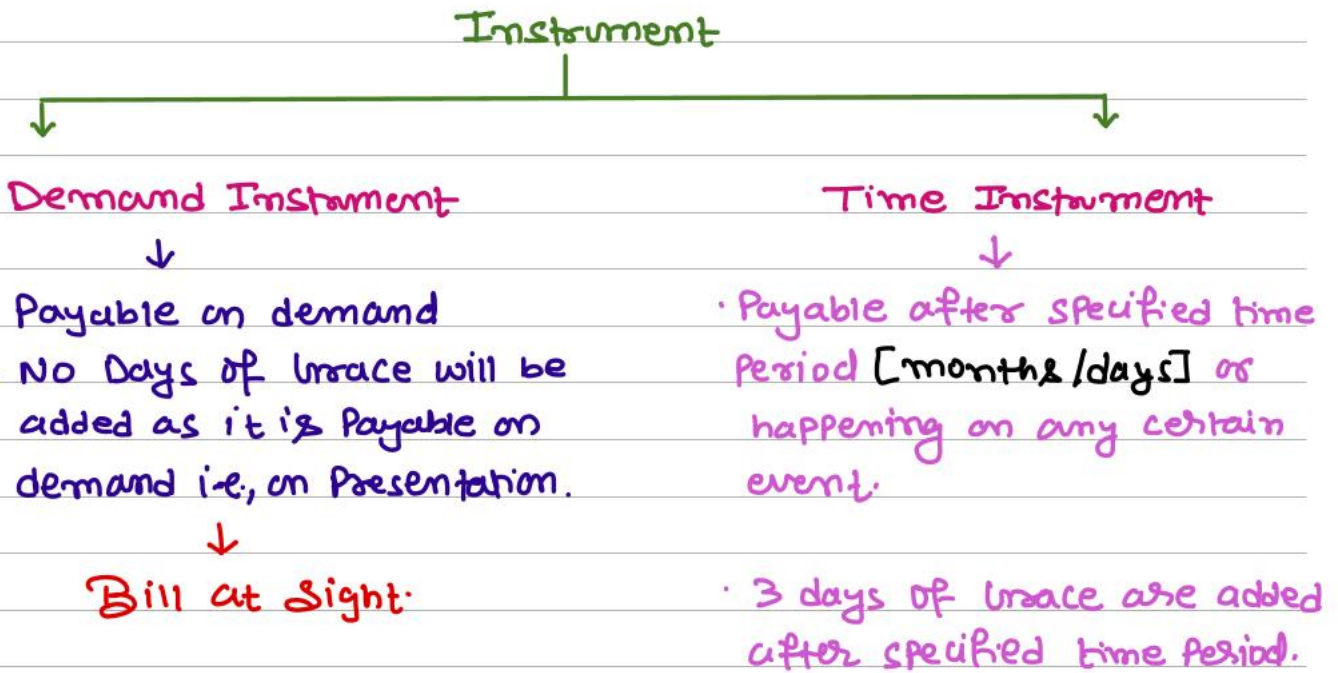 Instrument
Demand Instrument
Payable on demand
No Days of Grace will be
added as it is Payable on
demand i.e., on Presentation.
Bill at Sight.
Time Instrument
· Payable after specified time
Period [months/days] or
happening on any certain
event.
· 3 days of Grace are added
after specified time Period.